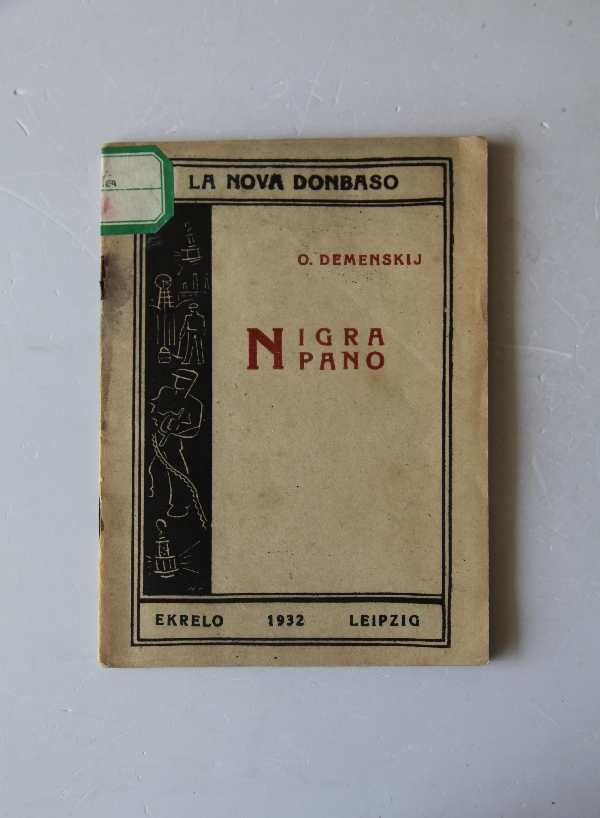 LA NOVA DONBASO
O. DEMENSKIJ
NIGRA
PANO
EKRELO 1932 LEIPZIG